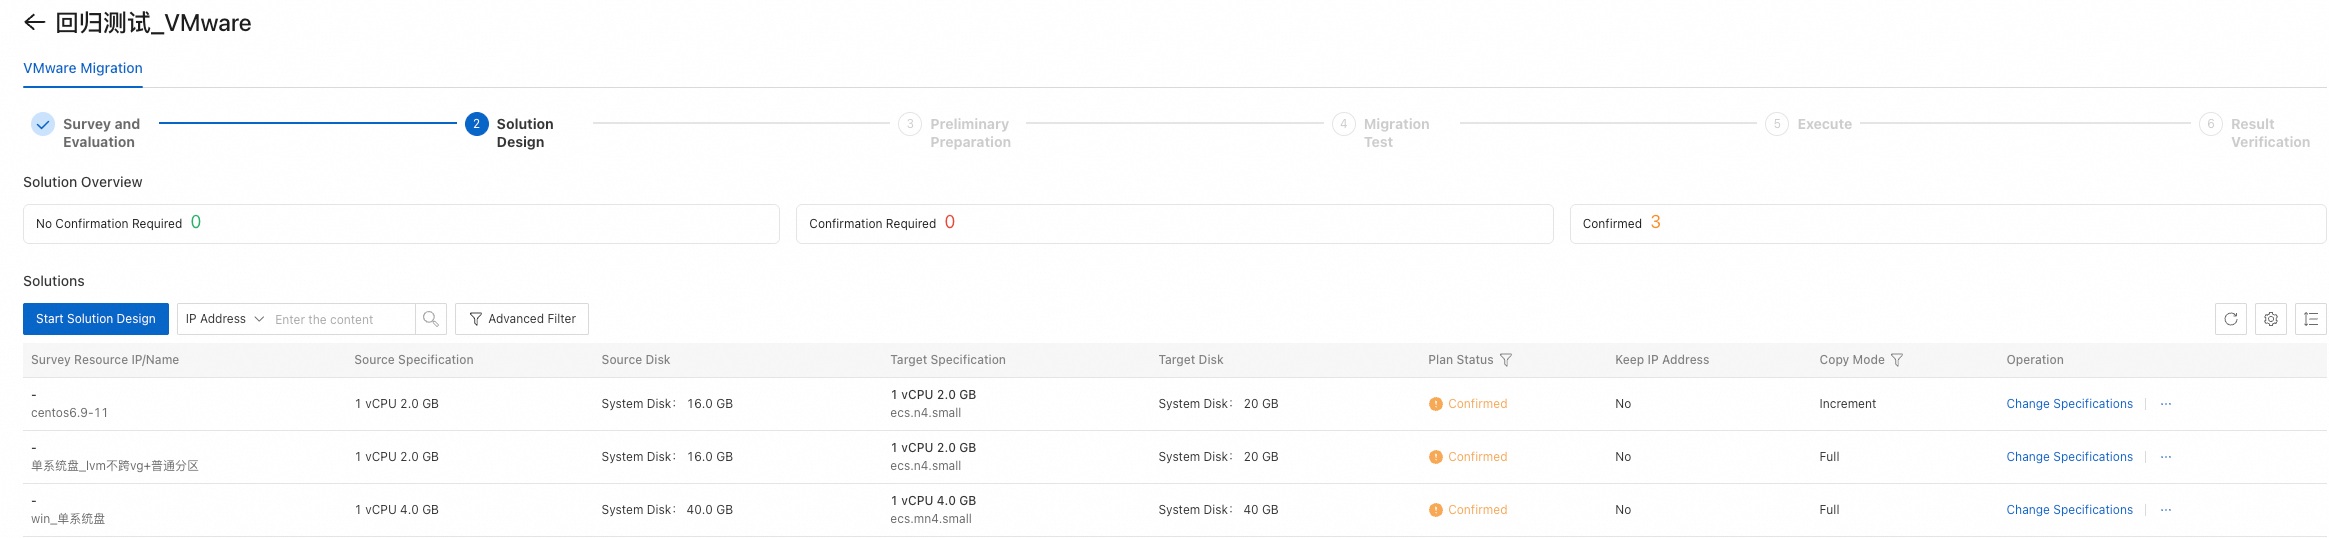 回归测试_VMware
VMware Migration
Survey and
Evaluation
2 Solution
Design
3 Preliminary
Preparation
4 Migration
Test
5 Execute
6 Result
Verification
Solution Overview
No Confirmation Required 0
Confirmation Required 0
Confirmed 3
Solutions
Start Solution Design IP Address Enter the content Advanced Filter
Survey Resource IP/Name Source Specification Source Disk Target Specification Target Disk Plan Status Keep IP Address Copy Mode Operation
-
centos6.9-11
1 vCPU 2.0 GB
System Disk： 16.0 GB
1 vCPU 2.0 GB
ecs.n4.small
System Disk： 20 GB
Confirmed
No
Increment
Change Specifications ···
-
单系统盘_lvm不跨vg+普通分区
1 vCPU 2.0 GB
System Disk： 16.0 GB
1 vCPU 2.0 GB
ecs.n4.small
System Disk： 20 GB
Confirmed
No
Full
Change Specifications ···
-
win_单系统盘
1 vCPU 4.0 GB
System Disk： 40.0 GB
1 vCPU 4.0 GB
ecs.mn4.small
System Disk： 40 GB
Confirmed
No
Full
Change Specifications ···